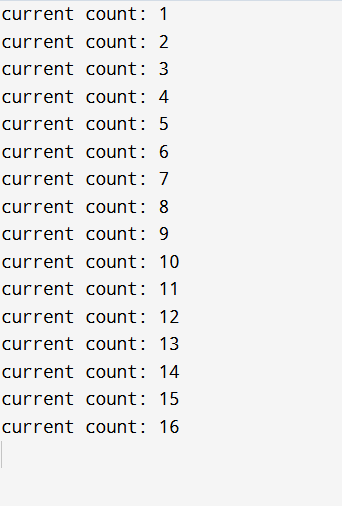 current count: 1
current count: 2
current count: 3
current count: 4
current count: 5
current count: 6
current count: 7
current count: 8
current count: 9
current count: 10
current count: 11
current count: 12
current count: 13
current count: 14
current count: 15
current count: 16